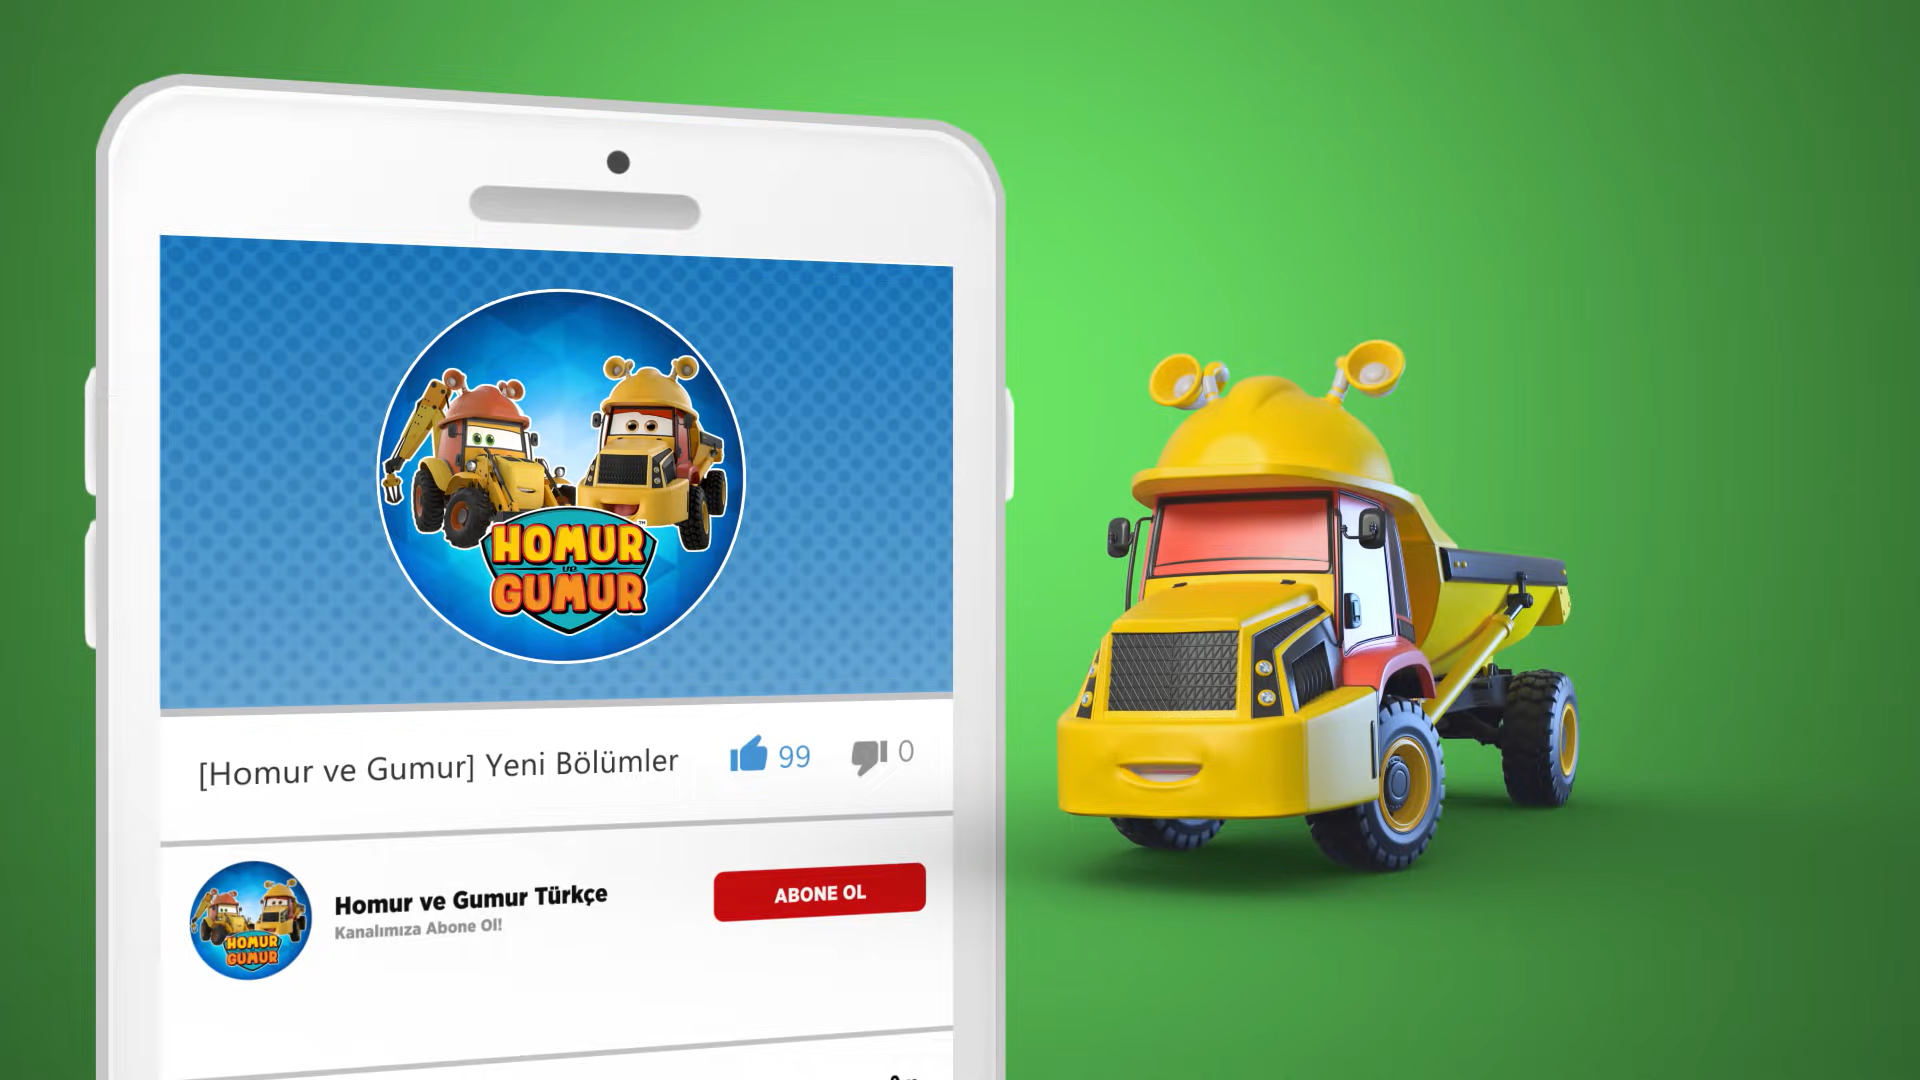 HOMUR
ve
GUMUR
TM
[Homur ve Gumur] Yeni Bölümler
99
0
Homur ve Gumur Türkçe
Kanalımıza Abone Ol!
ABONE OL
HOMUR
GUMUR